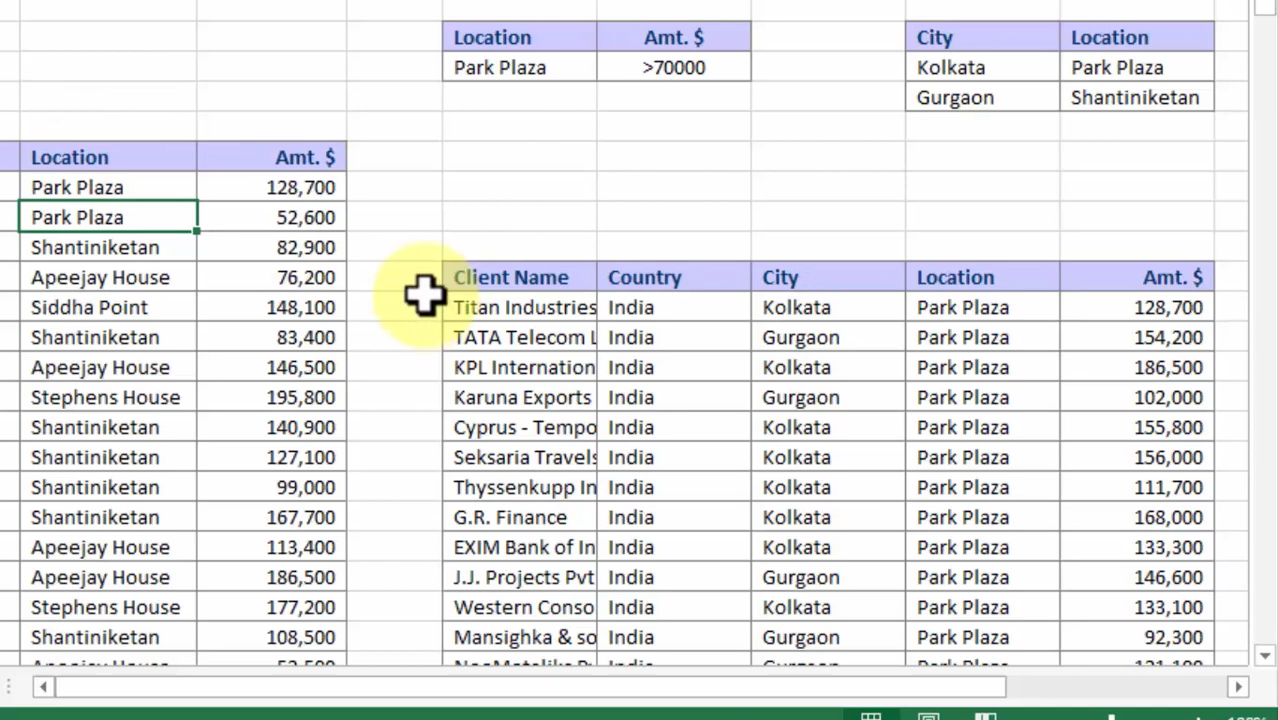 Location Amt. $ City Location
Park Plaza >70000 Kolkata Park Plaza
Gurgaon Shantiniketan
Location Amt. $
Park Plaza 128,700
Park Plaza 52,600
Shantiniketan 82,900
Apeejay House 76,200 Client Name Country City Location Amt. $
Siddha Point 148,100 Titan Industries India Kolkata Park Plaza 128,700
Shantiniketan 83,400 TATA Telecom L India Gurgaon Park Plaza 154,200
Apeejay House 146,500 KPL Internation India Kolkata Park Plaza 186,500
Stephens House 195,800 Karuna Exports India Gurgaon Park Plaza 102,000
Shantiniketan 140,900 Cyprus - Tempo India Kolkata Park Plaza 155,800
Shantiniketan 127,100 Seksaria Travels India Kolkata Park Plaza 156,000
Shantiniketan 99,000 Thyssenkupp In India Kolkata Park Plaza 111,700
Shantiniketan 167,700 G.R. Finance India Kolkata Park Plaza 168,000
Apeejay House 113,400 EXIM Bank of In India Kolkata Park Plaza 133,300
Apeejay House 186,500 J.J. Projects Pvt India Gurgaon Park Plaza 146,600
Stephens House 177,200 Western Conso India Kolkata Park Plaza 133,100
Shantiniketan 108,500 Mansighka & so India Gurgaon Park Plaza 92,300
Apeejay House India Gurgaon Park Plaza